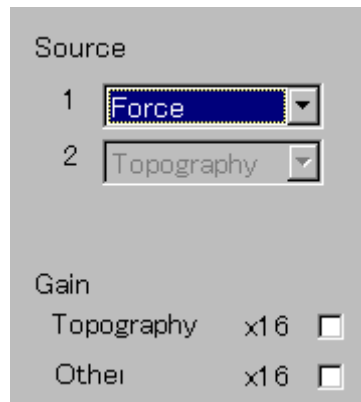 Source
1 Force
2 Topography
Gain
Topography x16
Other x16